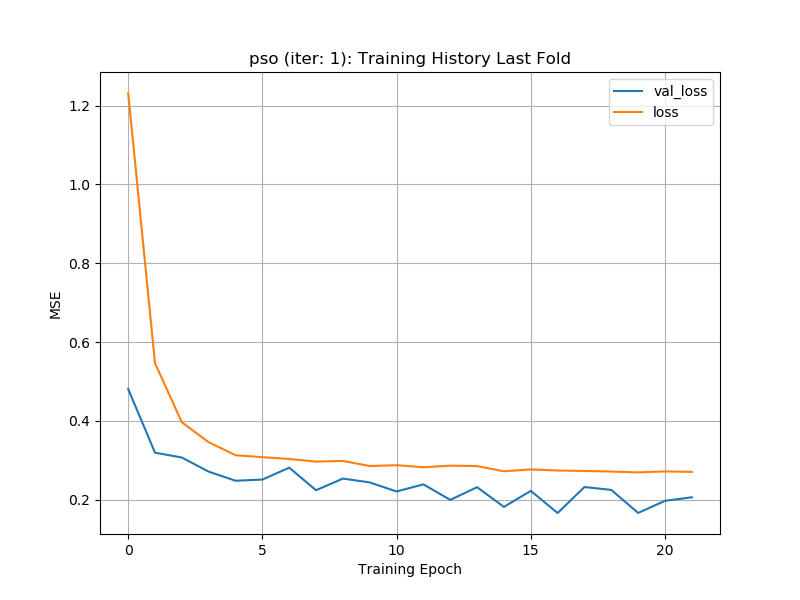 pso (iter: 1): Training History Last Fold
val_loss
loss
MSE
1.2
1.0
0.8
0.6
0.4
0.2
0 5 10 15 20
Training Epoch